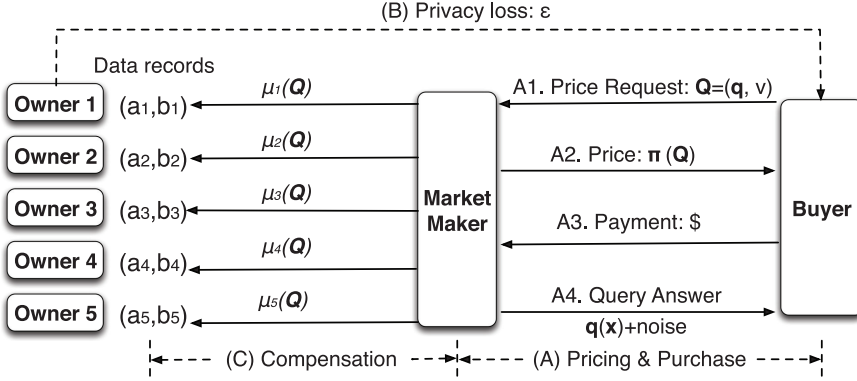 (B) Privacy loss: ε
Data records
Owner 1 (a1,b1) μ1(Q) A1. Price Request: Q=(q, v)
Owner 2 (a2,b2) μ2(Q) A2. Price: π (Q)
Owner 3 (a3,b3) μ3(Q) Market Maker Buyer
A3. Payment: $
Owner 4 (a4,b4) μ4(Q)
Owner 5 (a5,b5) μ5(Q) A4. Query Answer
q(x)+noise
(C) Compensation (A) Pricing & Purchase